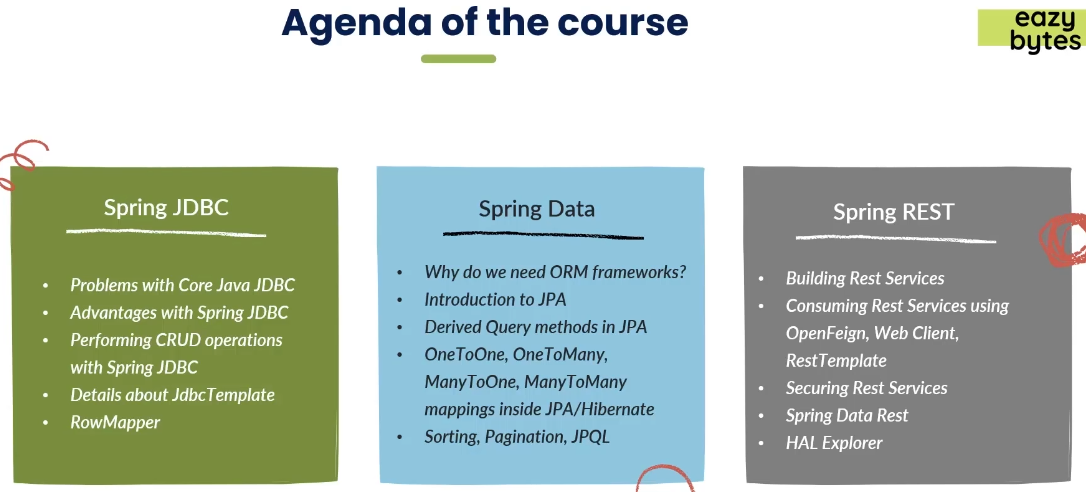 Agenda of the course
eazy
bytes
Spring JDBC
• Problems with Core Java JDBC
• Advantages with Spring JDBC
• Performing CRUD operations
with Spring JDBC
• Details about JdbcTemplate
• RowMapper
Spring Data
• Why do we need ORM frameworks?
• Introduction to JPA
• Derived Query methods in JPA
• OneToOne, OneToMany,
ManyToOne, ManyToMany
mappings inside JPA/Hibernate
• Sorting, Pagination, JPQL
Spring REST
• Building Rest Services
• Consuming Rest Services using
OpenFeign, Web Client,
RestTemplate
• Securing Rest Services
• Spring Data Rest
• HAL Explorer